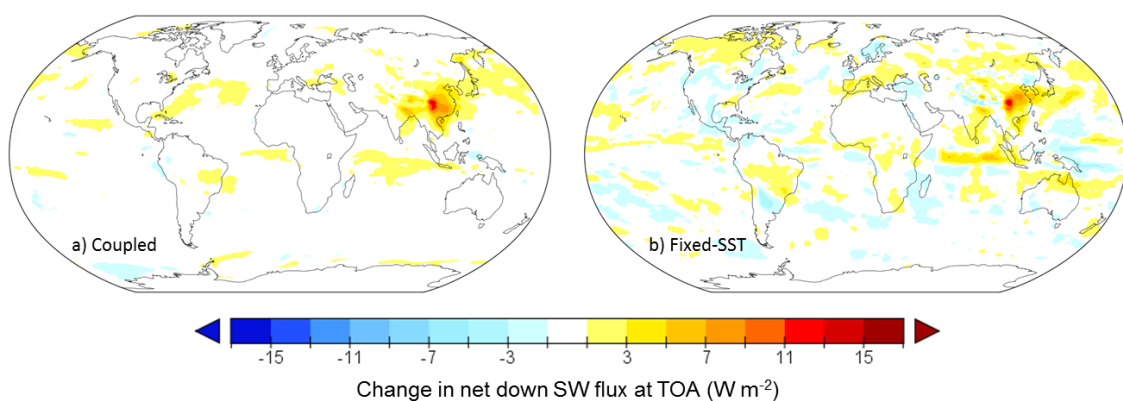 a) Coupled
b) Fixed-SST
-15 -11 -7 -3 3 7 11 15
Change in net down SW flux at TOA (W m-2)